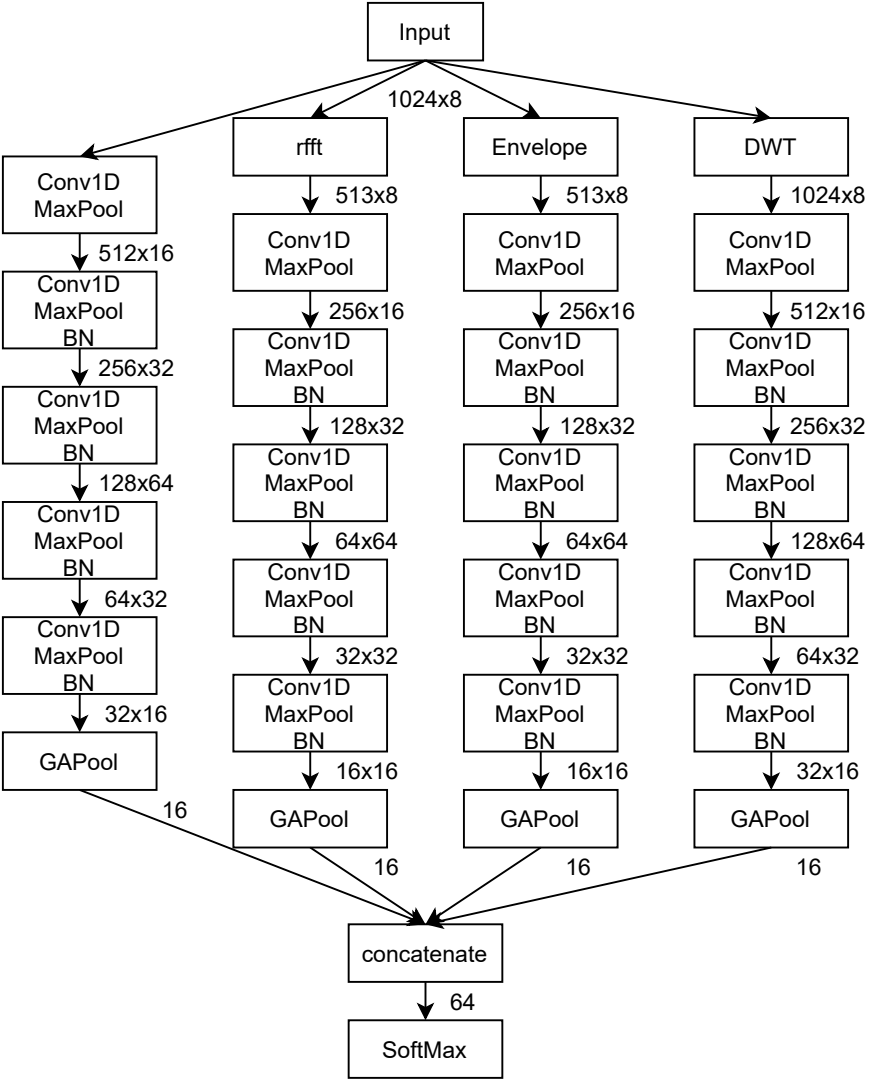 Input
1024x8
rfft
Envelope
DWT
Conv1D
MaxPool
512x16
Conv1D
MaxPool
BN
256x32
Conv1D
MaxPool
BN
128x64
Conv1D
MaxPool
BN
64x32
Conv1D
MaxPool
BN
32x16
GAPool
16
513x8
Conv1D
MaxPool
256x16
Conv1D
MaxPool
BN
128x32
Conv1D
MaxPool
BN
64x64
Conv1D
MaxPool
BN
32x32
Conv1D
MaxPool
BN
16x16
GAPool
16
513x8
Conv1D
MaxPool
256x16
Conv1D
MaxPool
BN
128x32
Conv1D
MaxPool
BN
64x64
Conv1D
MaxPool
BN
32x32
Conv1D
MaxPool
BN
16x16
GAPool
16
1024x8
Conv1D
MaxPool
512x16
Conv1D
MaxPool
BN
256x32
Conv1D
MaxPool
BN
128x64
Conv1D
MaxPool
BN
64x32
Conv1D
MaxPool
BN
32x16
GAPool
16
concatenate
64
SoftMax